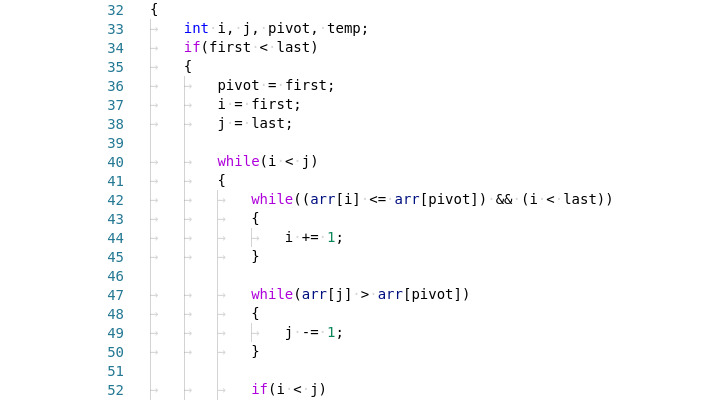 32 {
33     int i, j, pivot, temp;
34     if(first < last)
35     {
36         pivot = first;
37         i = first;
38         j = last;
39
40         while(i < j)
41         {
42             while((arr[i] <= arr[pivot]) && (i < last))
43             {
44                 i += 1;
45             }
46
47             while(arr[j] > arr[pivot])
48             {
49                 j -= 1;
50             }
51
52             if(i < j)